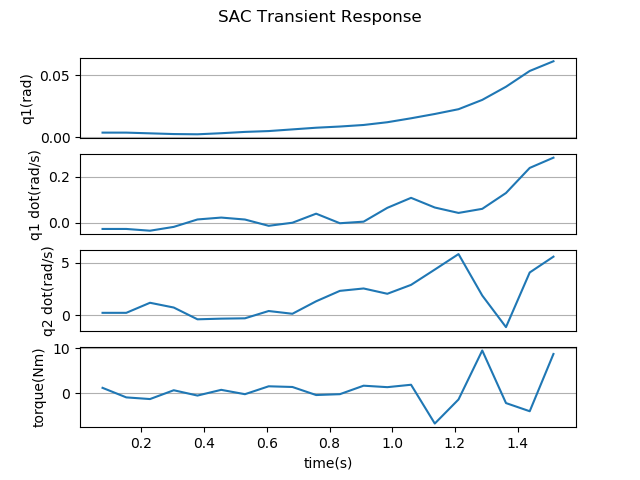 SAC Transient Response
q1(rad)
0.05
0.00
q1 dot(rad/s)
0.2
0.0
q2 dot(rad/s)
5
0
torque(Nm)
10
0
0.2 0.4 0.6 0.8 1.0 1.2 1.4
time(s)